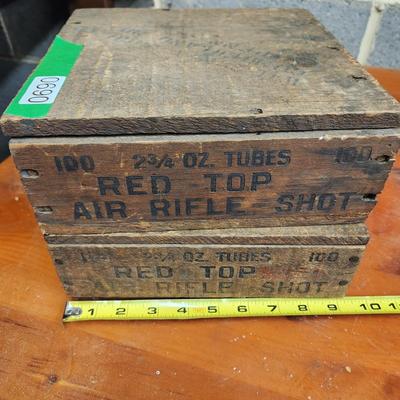 0690
100 2¾ OZ. TUBES 100
RED TOP
AIR RIFLE SHOT
2¾ OZ. TUBES 100
RED TOP
AIR RIFLE SHOT
1 2 3 4 5 6 7 8 9 10 1